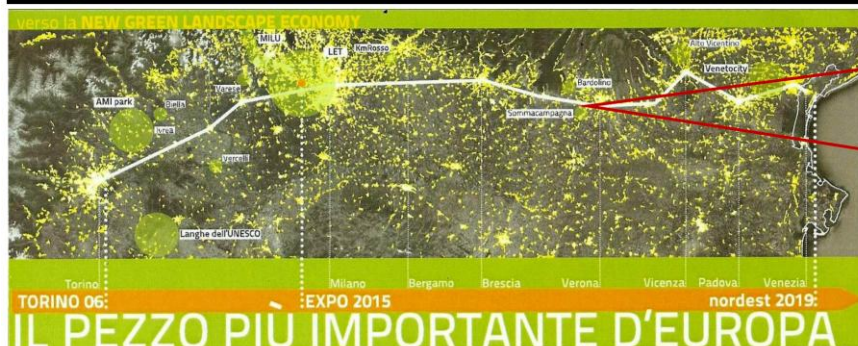 verso la NEW GREEN LANDSCAPE ECONOMY
MILU
LET
KmRosso
Alto Vicentino
Venetocity
Bardolino
Varese
AMI park
Biella
Sommacampagna
Ivrea
Vercelli
Langhe dell'UNESCO
Torino
Milano
Bergamo
Brescia
Verona
Vicenza
Padova
Venezia
TORINO 06
EXPO 2015
nordest 2019
IL PEZZO PIÙ IMPORTANTE D'EUROPA